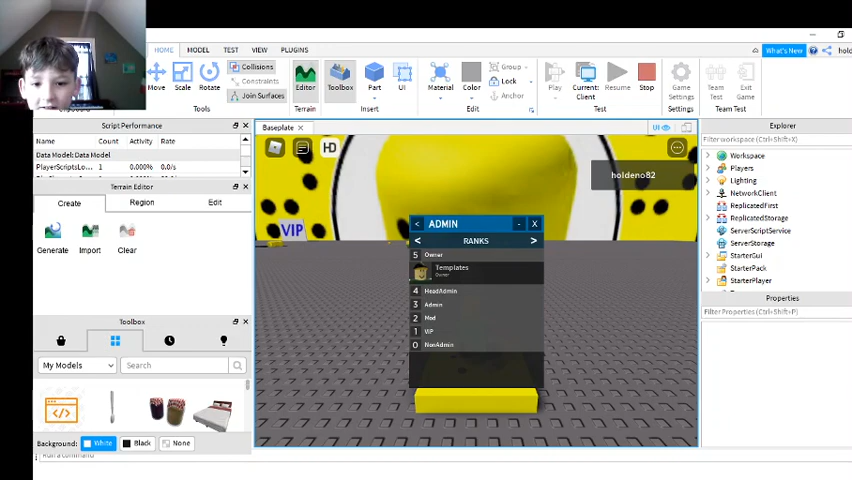 HOME MODEL TEST VIEW PLUGINS
What's New
Move Scale Rotate
Collisions
Constraints
Join Surfaces
Tools
Editor
Terrain
Toolbox Part UI
Insert
Material Color
Group
Lock
Anchor
Edit
Play Current: Client Resume Stop
Test
Game Settings
Settings
Team Test Exit Game
Team Test
Script Performance
Name Count Activity Rate
Data Model: Data Model
PlayerScriptsLo... 1 0.000% 0.0/s
Terrain Editor
Create Region Edit
Generate Import Clear
Toolbox
My Models Search
Background: White Black None
Baseplate
UI
HD
holdeno82
VIP
ADMIN - X
< RANKS >
5 Owner
Templates
Owner
4 HeadAdmin
3 Admin
2 Mod
1 VIP
0 NonAdmin
Explorer
Filter workspace (Ctrl+Shift+X)
Workspace
Players
Lighting
NetworkClient
ReplicatedFirst
ReplicatedStorage
ServerScriptService
ServerStorage
StarterGui
StarterPack
StarterPlayer
Properties
Filter Properties (Ctrl+Shift+P)